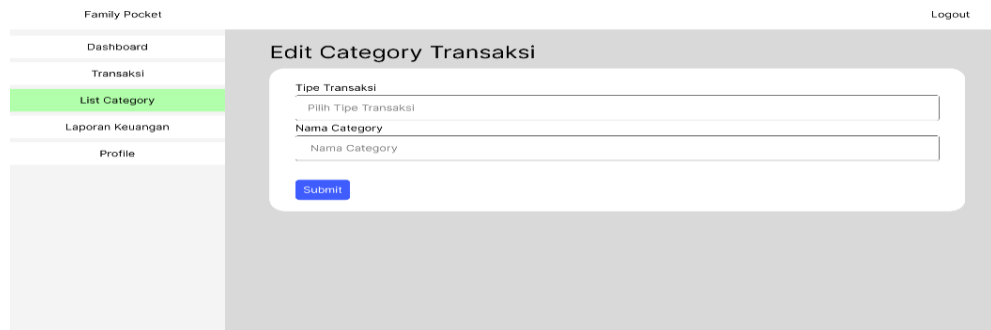 Family Pocket
Logout
Dashboard
Transaksi
List Category
Laporan Keuangan
Profile
Edit Category Transaksi
Tipe Transaksi
Pilih Tipe Transaksi
Nama Category
Nama Category
Submit